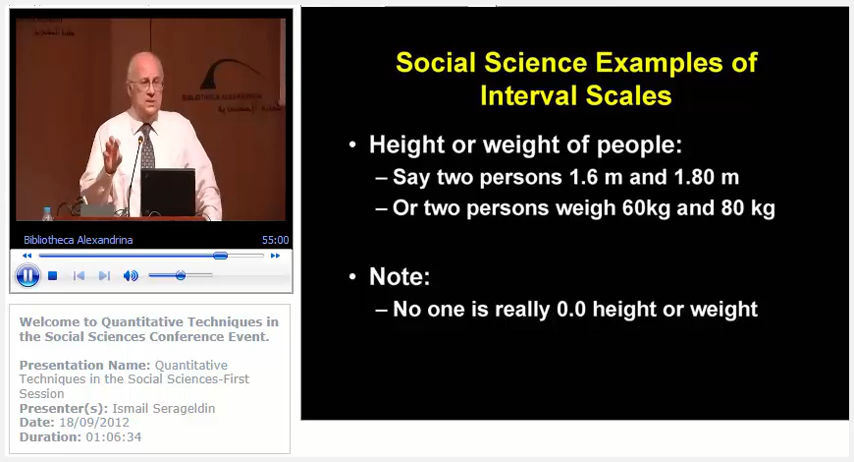 BIBLIOTHECA ALEXANDRINA
Bibliotheca Alexandrina
55:00
Welcome to Quantitative Techniques in
the Social Sciences Conference Event.
Presentation Name: Quantitative
Techniques in the Social Sciences-First
Session
Presenter(s): Ismail Serageldin
Date: 18/09/2012
Duration: 01:06:34
Social Science Examples of
Interval Scales
• Height or weight of people:
– Say two persons 1.6 m and 1.80 m
– Or two persons weigh 60kg and 80 kg
• Note:
– No one is really 0.0 height or weight